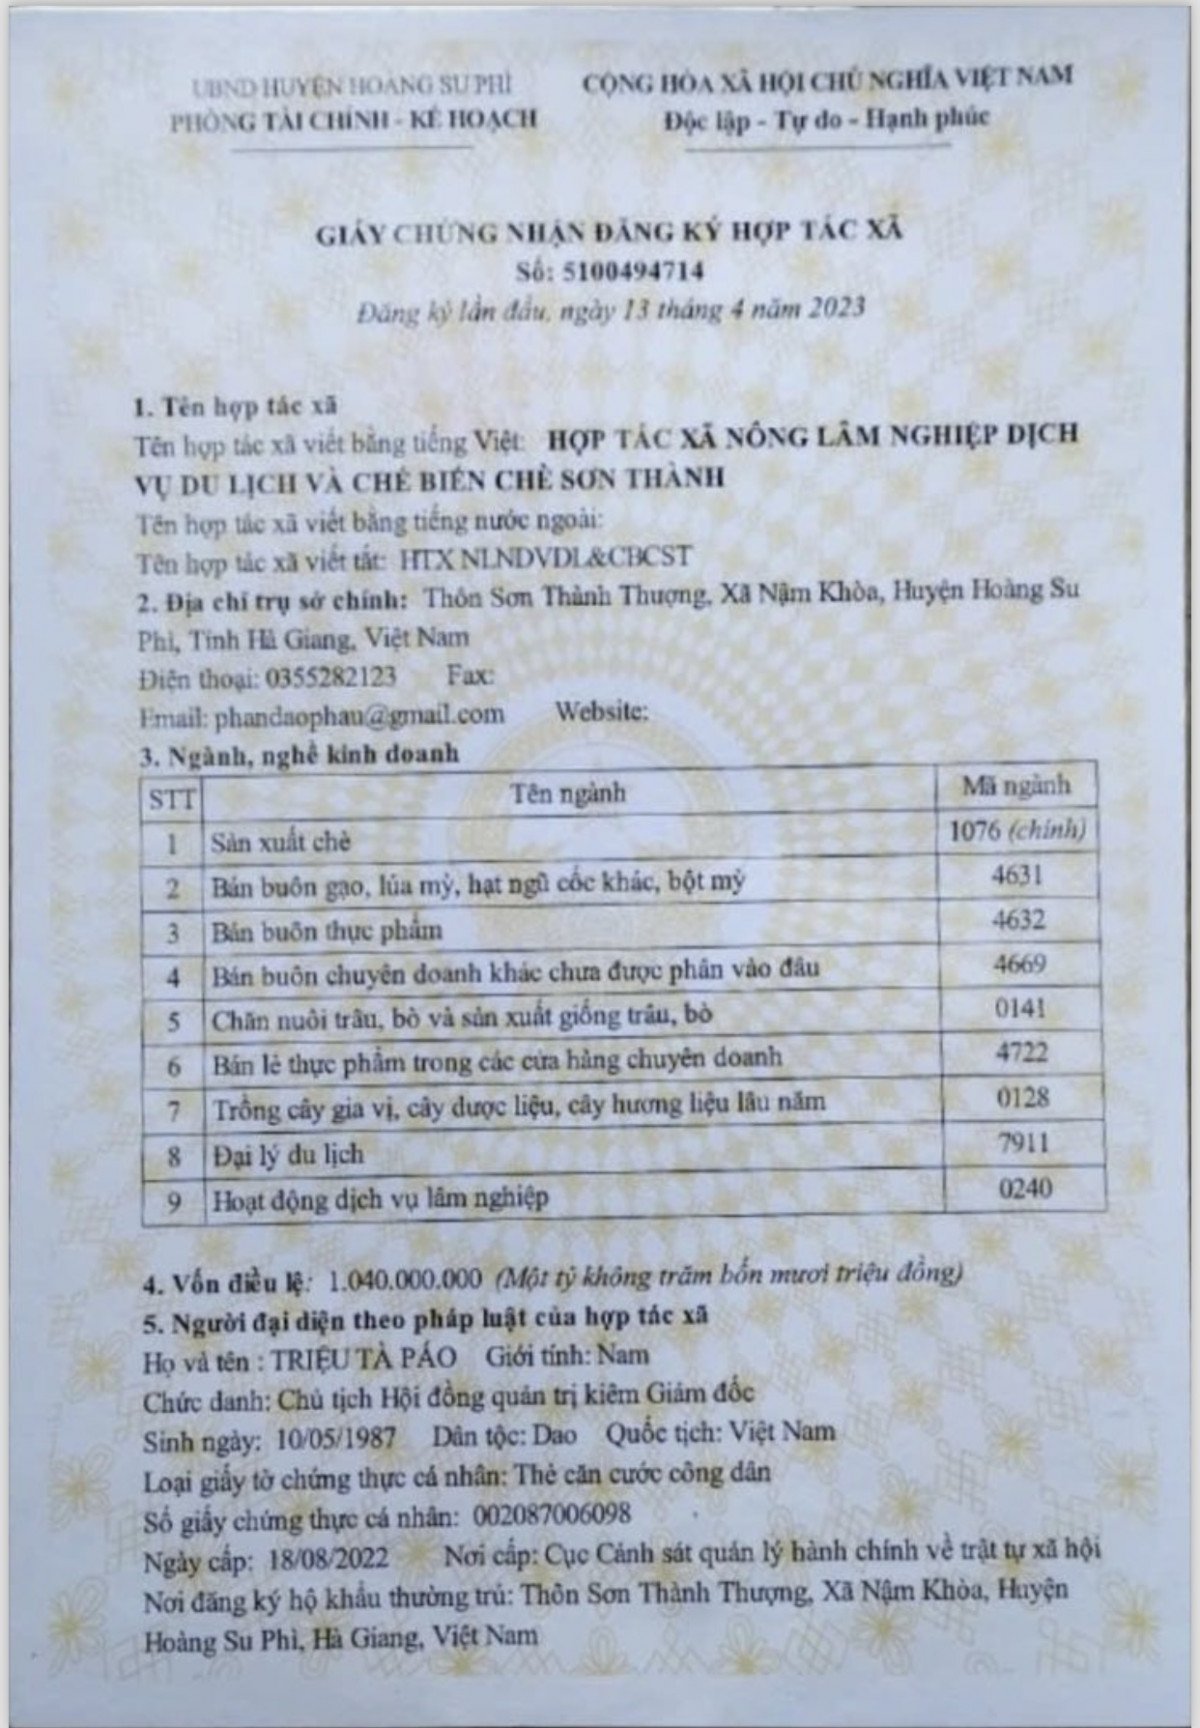 UBND HUYỆN HOÀNG SU PHÌ
PHÒNG TÀI CHÍNH - KẾ HOẠCH
CỘNG HÒA XÃ HỘI CHỦ NGHĨA VIỆT NAM
Độc lập - Tự do - Hạnh phúc
GIẤY CHỨNG NHẬN ĐĂNG KÝ HỢP TÁC XÃ
Số: 5100494714
Đăng ký lần đầu, ngày 13 tháng 4 năm 2023
1. Tên hợp tác xã
Tên hợp tác xã viết bằng tiếng Việt: HỢP TÁC XÃ NÔNG LÂM NGHIỆP DỊCH
VỤ DU LỊCH VÀ CHẾ BIẾN CHÈ SƠN THÀNH
Tên hợp tác xã viết bằng tiếng nước ngoài:
Tên hợp tác xã viết tắt: HTX NLNDVDL&CBCST
2. Địa chỉ trụ sở chính: Thôn Sơn Thành Thượng, Xã Nậm Khòa, Huyện Hoàng Su
Phì, Tỉnh Hà Giang, Việt Nam
Điện thoại: 0355282123 Fax:
Email: phandaophau@gmail.com Website:
3. Ngành, nghề kinh doanh
STT Tên ngành Mã ngành
1 Sản xuất chè 1076 (chính)
2 Bán buôn gạo, lúa mỳ, hạt ngũ cốc khác, bột mỳ 4631
3 Bán buôn thực phẩm 4632
4 Bán buôn chuyên doanh khác chưa được phân vào đâu 4669
5 Chăn nuôi trâu, bò và sản xuất giống trâu, bò 0141
6 Bán lẻ thực phẩm trong các cửa hàng chuyên doanh 4722
7 Trồng cây gia vị, cây dược liệu, cây hương liệu lâu năm 0128
8 Đại lý du lịch 7911
9 Hoạt động dịch vụ lâm nghiệp 0240
4. Vốn điều lệ: 1.040.000.000 (Một tỷ không trăm bốn mươi triệu đồng)
5. Người đại diện theo pháp luật của hợp tác xã
Họ và tên : TRIỆU TÀ PÁO Giới tính: Nam
Chức danh: Chủ tịch Hội đồng quản trị kiêm Giám đốc
Sinh ngày: 10/05/1987 Dân tộc: Dao Quốc tịch: Việt Nam
Loại giấy tờ chứng thực cá nhân: Thẻ căn cước công dân
Số giấy chứng thực cá nhân: 002087006098
Ngày cấp: 18/08/2022 Nơi cấp: Cục Cảnh sát quản lý hành chính về trật tự xã hội
Nơi đăng ký hộ khẩu thường trú: Thôn Sơn Thành Thượng, Xã Nậm Khòa, Huyện
Hoàng Su Phì, Hà Giang, Việt Nam